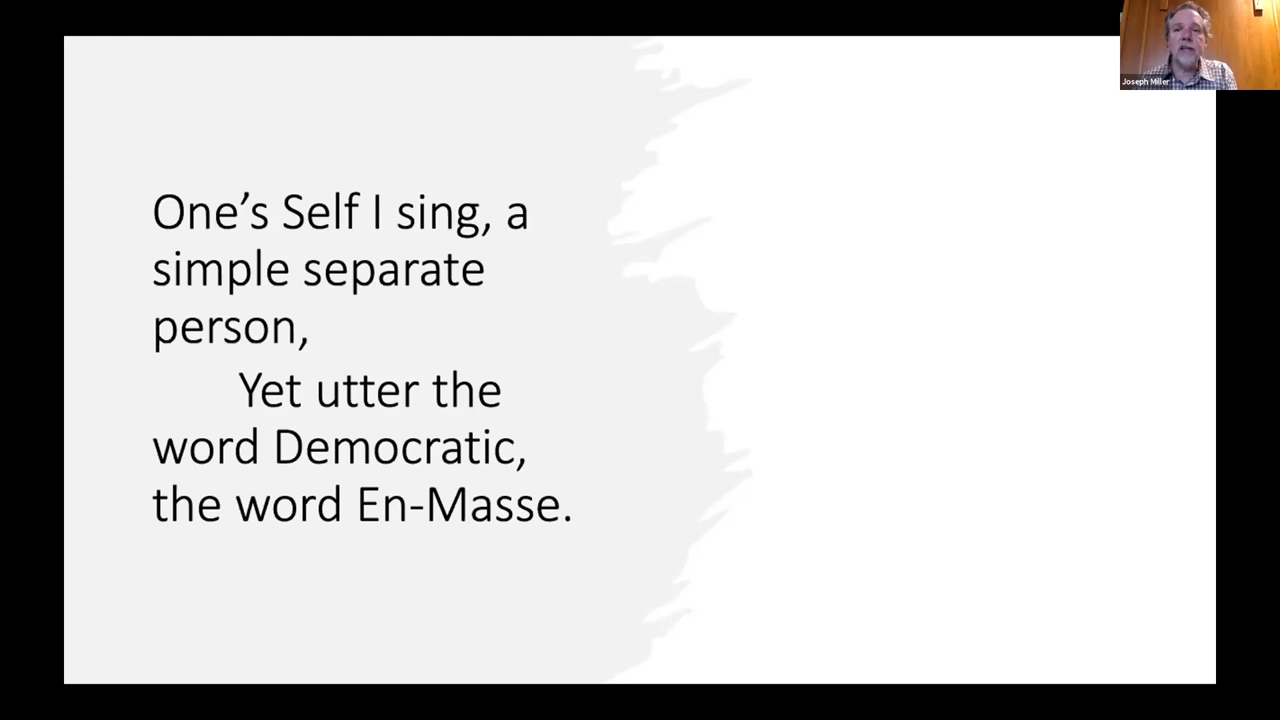 Joseph Miller
One’s Self I sing, a
simple separate
person,
Yet utter the
word Democratic,
the word En-Masse.